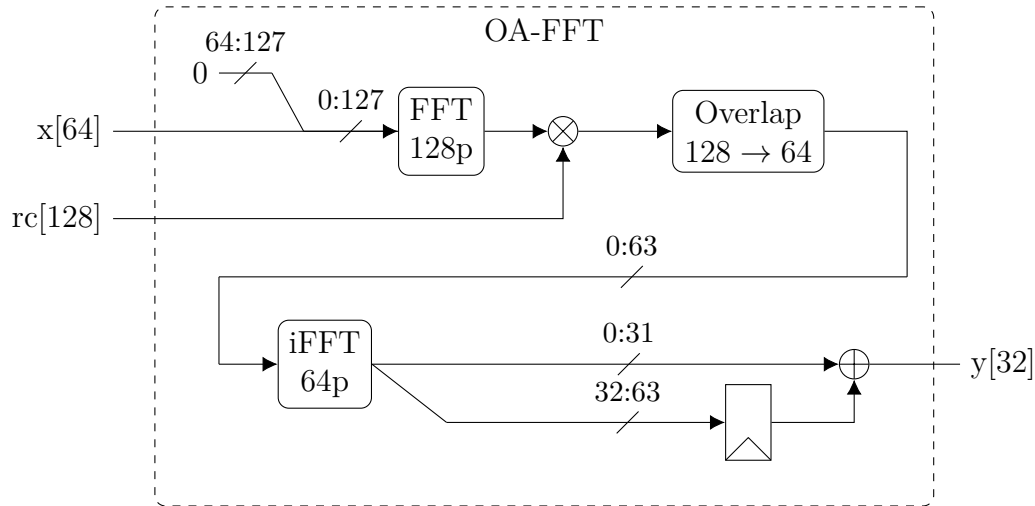 OA-FFT
64:127
0
0:127
x[64]
FFT
128p
Overlap
128 → 64
rc[128]
0:63
iFFT
64p
0:31
32:63
y[32]